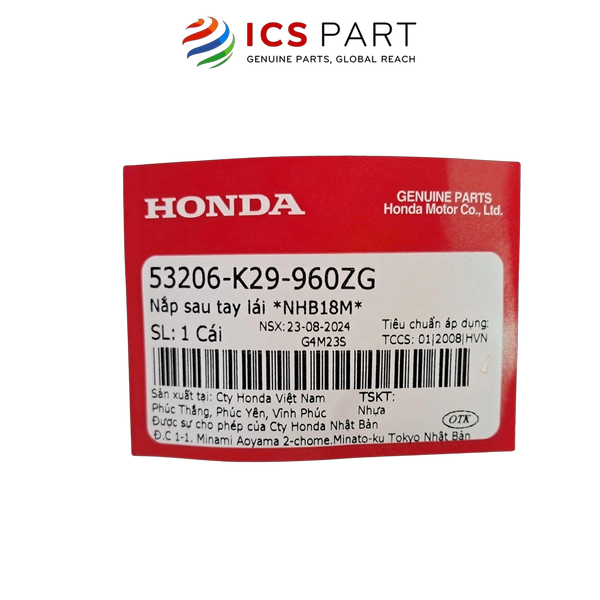 ICS PART
GENUINE PARTS, GLOBAL REACH
HONDA
GENUINE PARTS
Honda Motor Co., Ltd.
53206-K29-960ZG
Nắp sau tay lái *NHB18M*
SL: 1 Cái
NSX: 23-08-2024
G4M23S
Tiêu chuẩn áp dụng:
TCCS: 01|2008|HVN
Sản xuất tại: Cty Honda Việt Nam
Phúc Thắng, Phúc Yên, Vĩnh Phúc
TSKT:
Nhựa
Được sự cho phép của Cty Honda Nhật Bản
Đ.C 1-1. Minami Aoyama 2-chome.Minato-ku Tokyo Nhật Bản
OTK